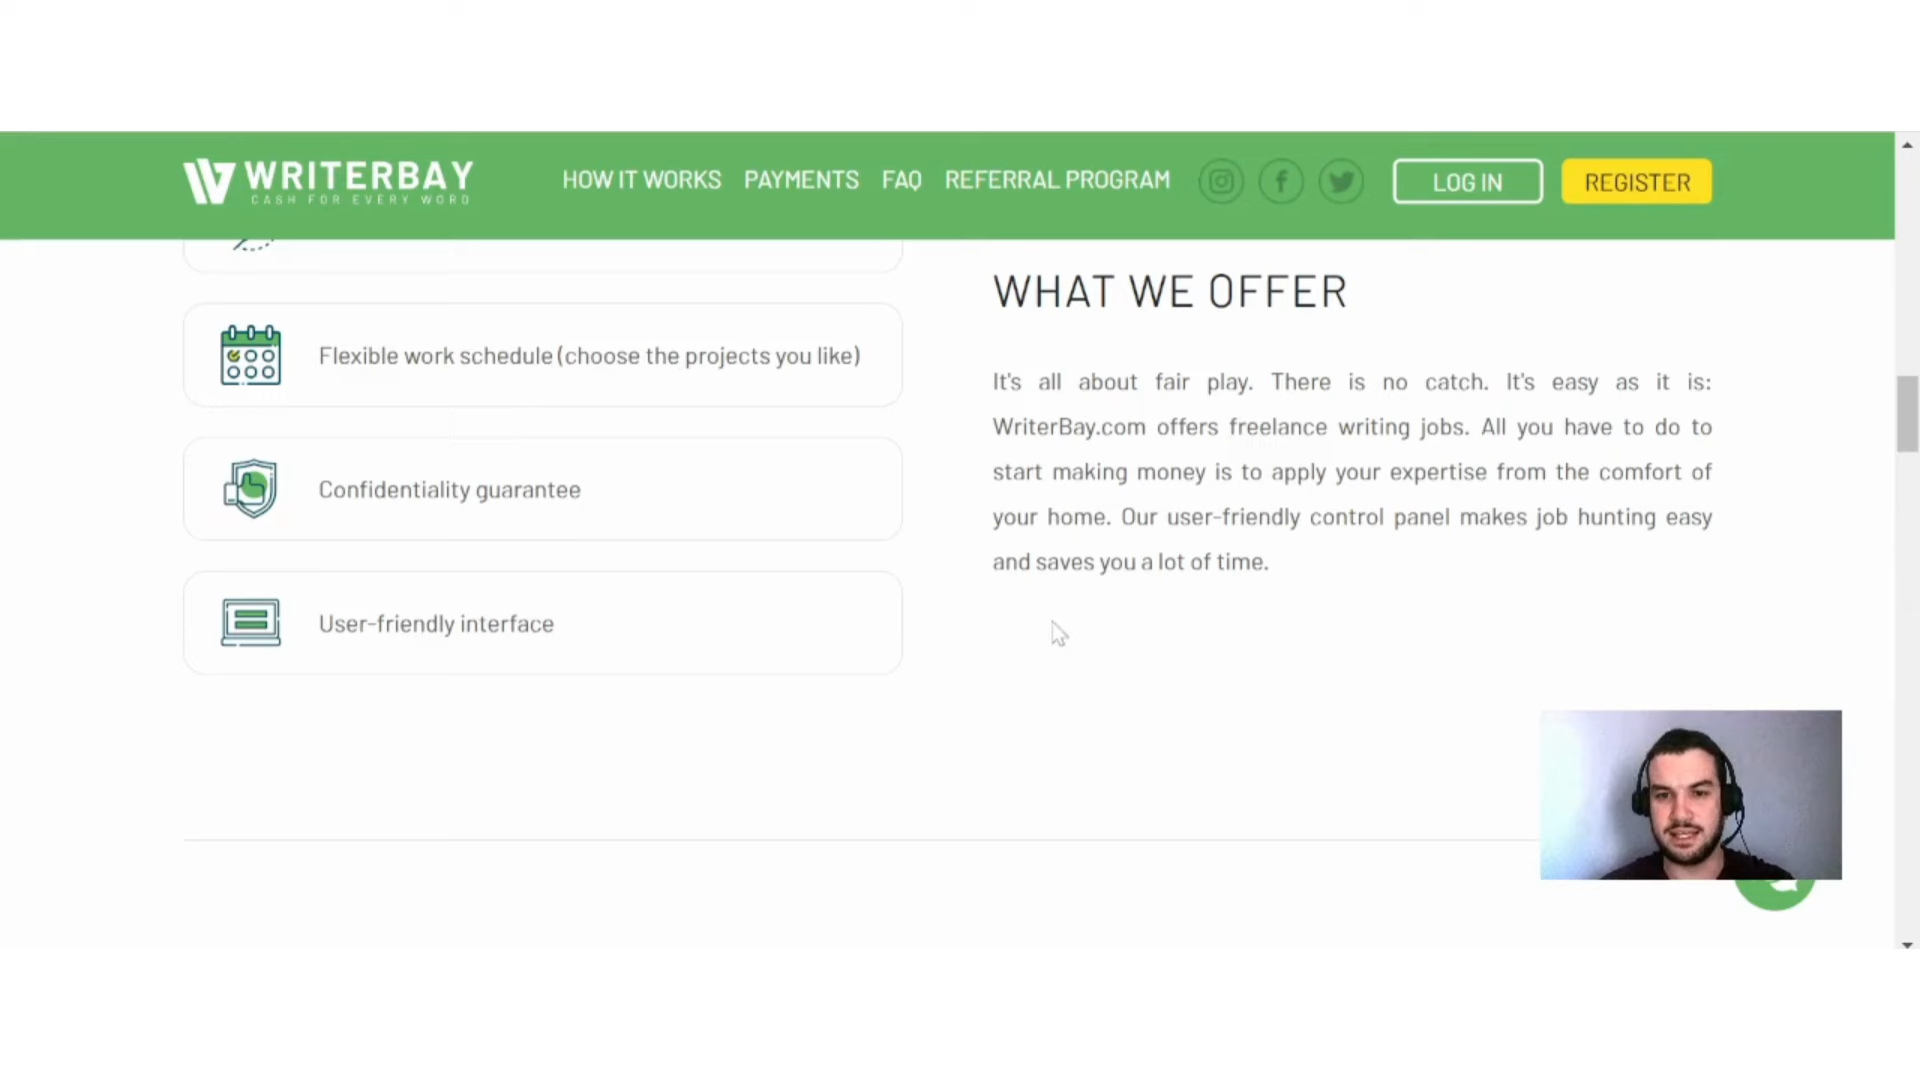 WRITERBAY
CASH FOR EVERY WORD
HOW IT WORKS
PAYMENTS
FAQ
REFERRAL PROGRAM
LOG IN
REGISTER
Flexible work schedule (choose the projects you like)
Confidentiality guarantee
User-friendly interface
WHAT WE OFFER
It's all about fair play. There is no catch. It's easy as it is:
WriterBay.com offers freelance writing jobs. All you have to do to
start making money is to apply your expertise from the comfort of
your home. Our user-friendly control panel makes job hunting easy
and saves you a lot of time.